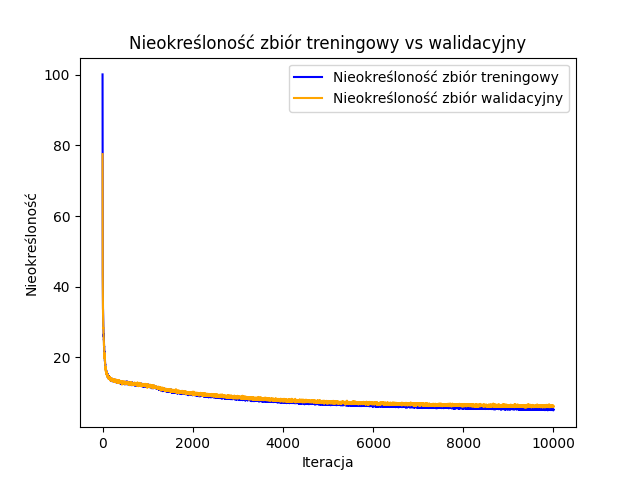 Nieokreśloność zbiór treningowy vs walidacyjny
Nieokreśloność zbiór treningowy
Nieokreśloność zbiór walidacyjny
Nieokreśloność
100
80
60
40
20
0 2000 4000 6000 8000 10000
Iteracja